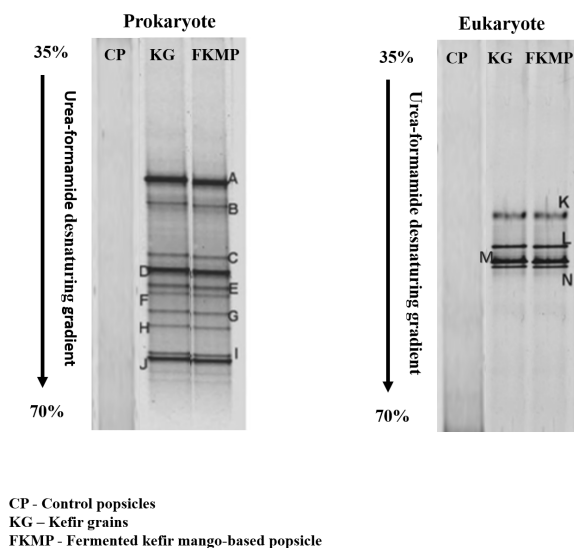 Prokaryote
Eukaryote
35%
CP KG FKMP
35%
CP KG FKMP
Urea-formamide desnaturing gradient
A
B
C
D
E
F
G
H
I
J
70%
Urea-formamide desnaturing gradient
K
L
M
N
70%
CP - Control popsicles
KG – Kefir grains
FKMP - Fermented kefir mango-based popsicle